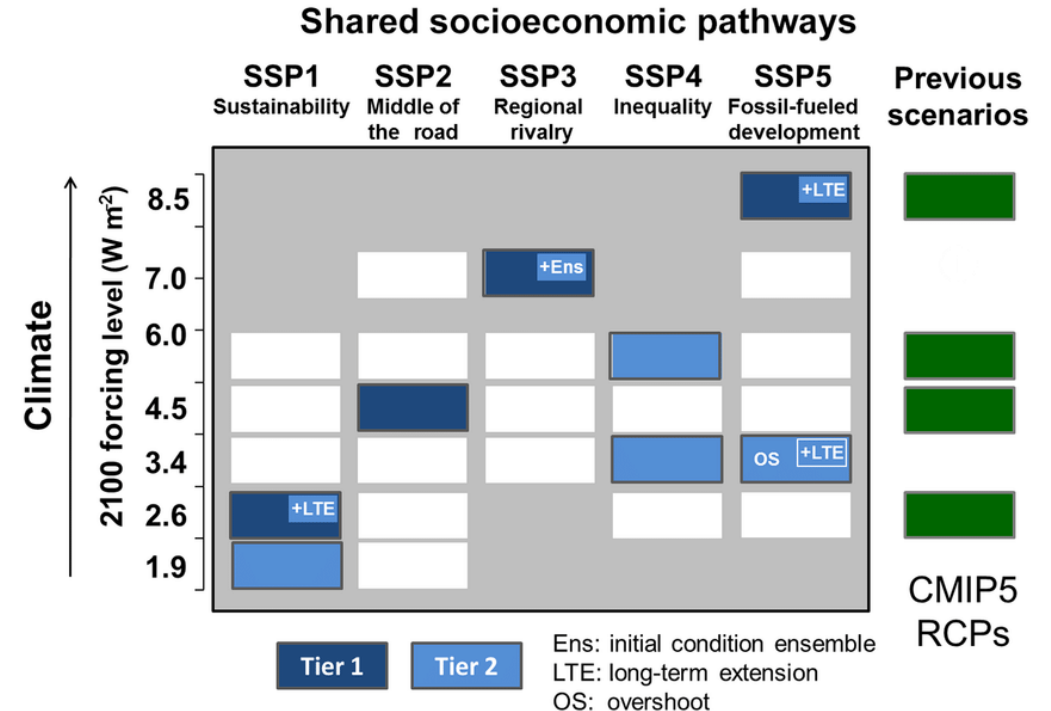 Shared socioeconomic pathways
SSP1 SSP2 SSP3 SSP4 SSP5
Sustainability
Middle of
the road
Regional
rivalry
Inequality
Fossil-fueled
development
Previous
scenarios
Climate
2100 forcing level (W m-2)
8.5
+LTE
7.0
+Ens
6.0
4.5
3.4
OS +LTE
2.6
+LTE
1.9
CMIP5
RCPs
Tier 1
Tier 2
Ens: initial condition ensemble
LTE: long-term extension
OS: overshoot